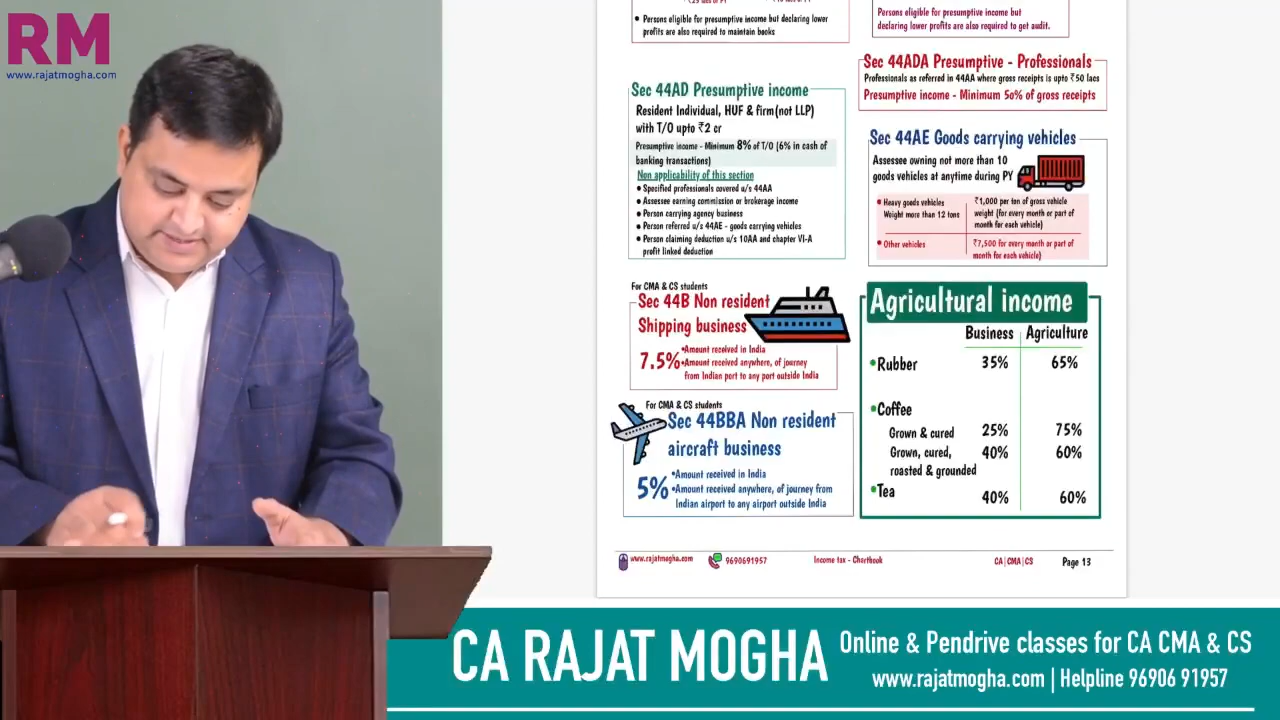 RM
www.rajatmogha.com
• Persons eligible for presumptive income but declaring lower
profits are also required to maintain books
Persons eligible for presumptive income but
declaring lower profits are also required to get audit.
Sec 44AD Presumptive income
Resident Individual, HUF & firm(not LLP)
with T/O upto ₹2 cr
Presumptive income - Minimum 8% of T/O (6% in cash of
banking transactions)
Non applicability of this section
• Specified professionals covered u/s 44AA
• Assessee earning commission or brokerage income
• Person carrying agency business
• Person referred u/s 44AE - goods carrying vehicles
• Person claiming deduction u/s 10AA and chapter VI-A
profit linked deduction
Sec 44ADA Presumptive - Professionals
Professionals as referred in 44AA where gross receipts is upto ₹50 lacs
Presumptive income - Minimum 50% of gross receipts
Sec 44AE Goods carrying vehicles
Assessee owning not more than 10
goods vehicles at anytime during PY
• Heavy goods vehicles
Weight more than 12 tons
₹1,000 per ton of gross vehicle
weight (for every month or part of
month for each vehicle)
• Other vehicles
₹7,500 for every month or part of
month for each vehicle)
For CMA & CS students
Sec 44B Non resident
Shipping business
7.5%
•Amount received in India
•Amount received anywhere, of journey
from Indian port to any port outside India
For CMA & CS students
Sec 44BBA Non resident
aircraft business
5%
•Amount received in India
•Amount received anywhere, of journey from
Indian airport to any airport outside India
Agricultural income
Business Agriculture
•Rubber 35% 65%
•Coffee
Grown & cured 25% 75%
Grown, cured, 40% 60%
roasted & grounded
•Tea 40% 60%
www.rajatmogha.com 9690691957 Income tax - Chartbook CA|CMA|CS Page 13
CA RAJAT MOGHA
Online & Pendrive classes for CA CMA & CS
www.rajatmogha.com | Helpline 96906 91957